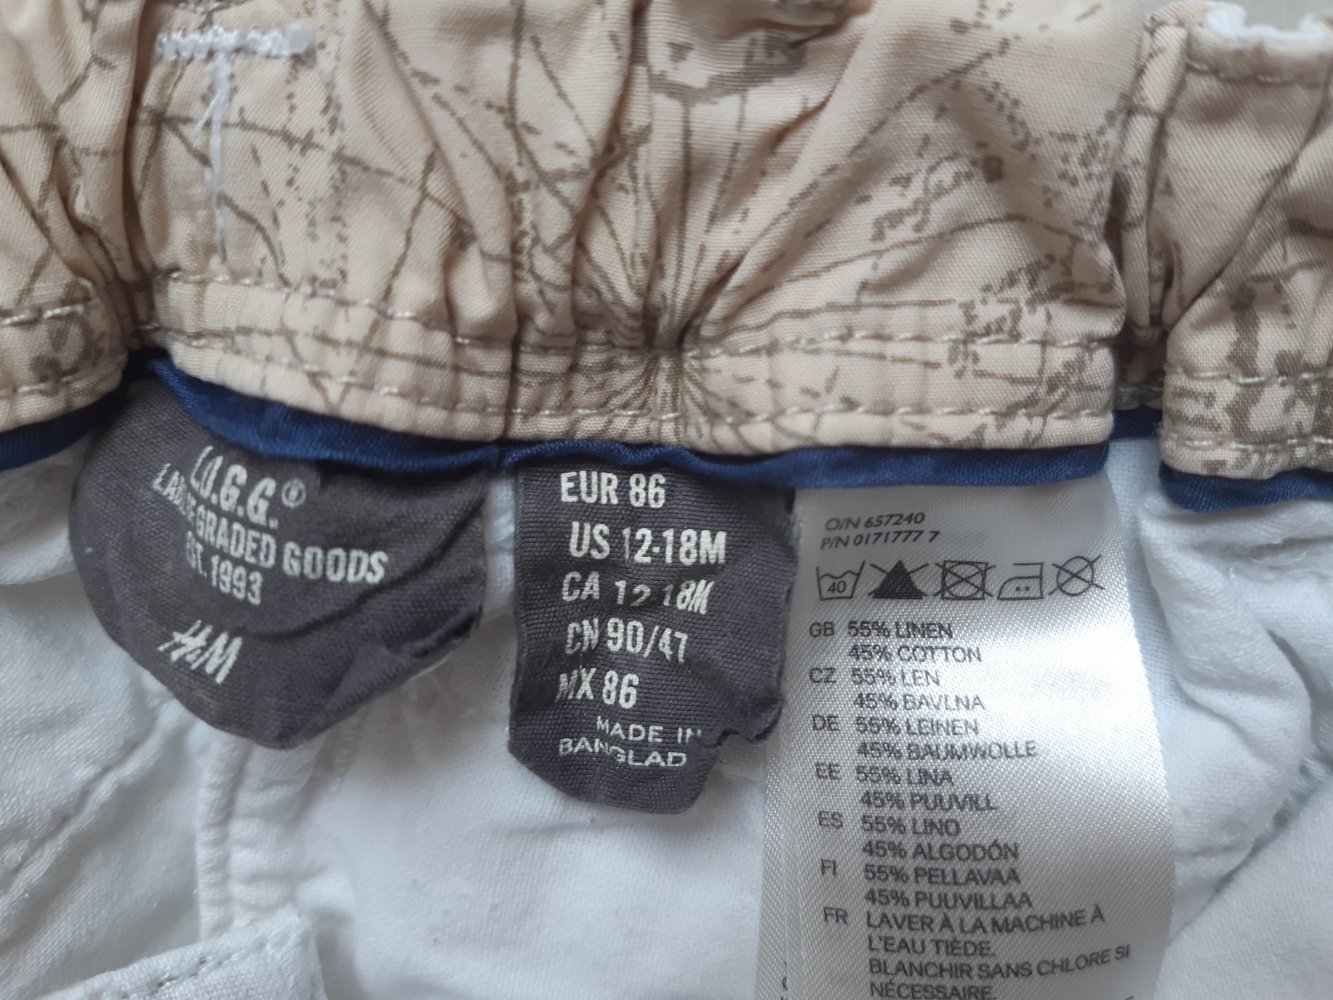 L.O.G.G.®
LABEL OF GRADED GOODS
EST. 1993
H&M
EUR 86
US 12-18M
CA 12-18M
CN 90/47
MX 86
MADE IN
BANGLAD
O/N 657240
P/N 0171777 7
40
GB 55% LINEN
45% COTTON
CZ 55% LEN
45% BAVLNA
DE 55% LEINEN
45% BAUMWOLLE
EE 55% LINA
45% PUUVILL
ES 55% LINO
45% ALGODÓN
FI 55% PELLAVAA
45% PUUVILLAA
FR LAVER À LA MACHINE À
L'EAU TIÈDE.
BLANCHIR SANS CHLORE SI
NÉCESSAIRE.